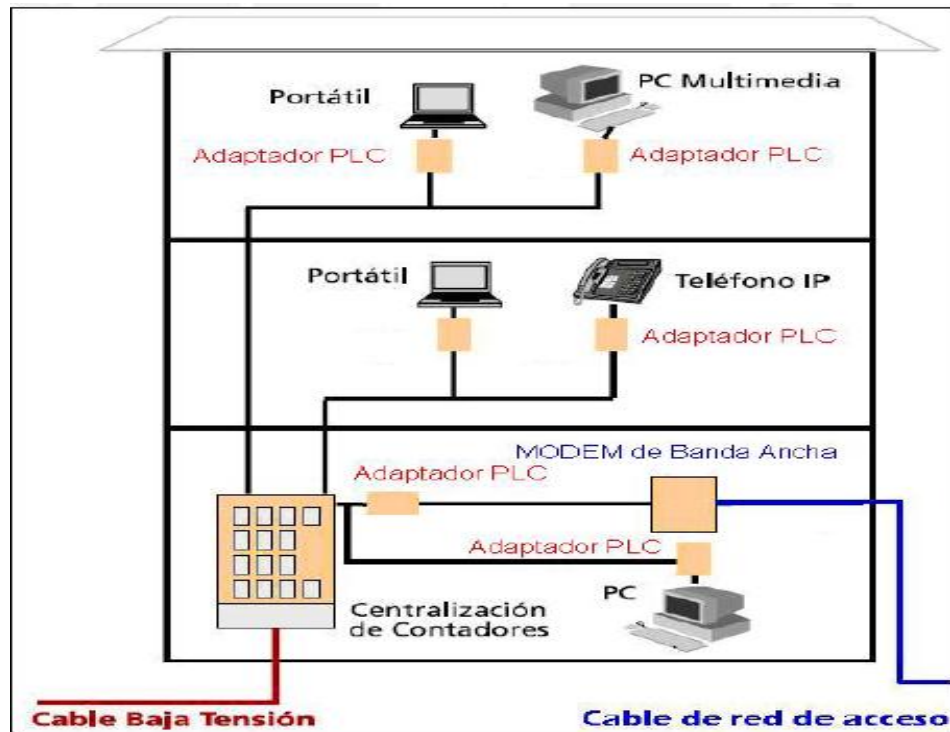 Portátil
PC Multimedia
Adaptador PLC
Adaptador PLC
Portátil
Teléfono IP
Adaptador PLC
MODEM de Banda Ancha
Adaptador PLC
Adaptador PLC
PC
Centralización
de Contadores
Cable Baja Tensión
Cable de red de acceso